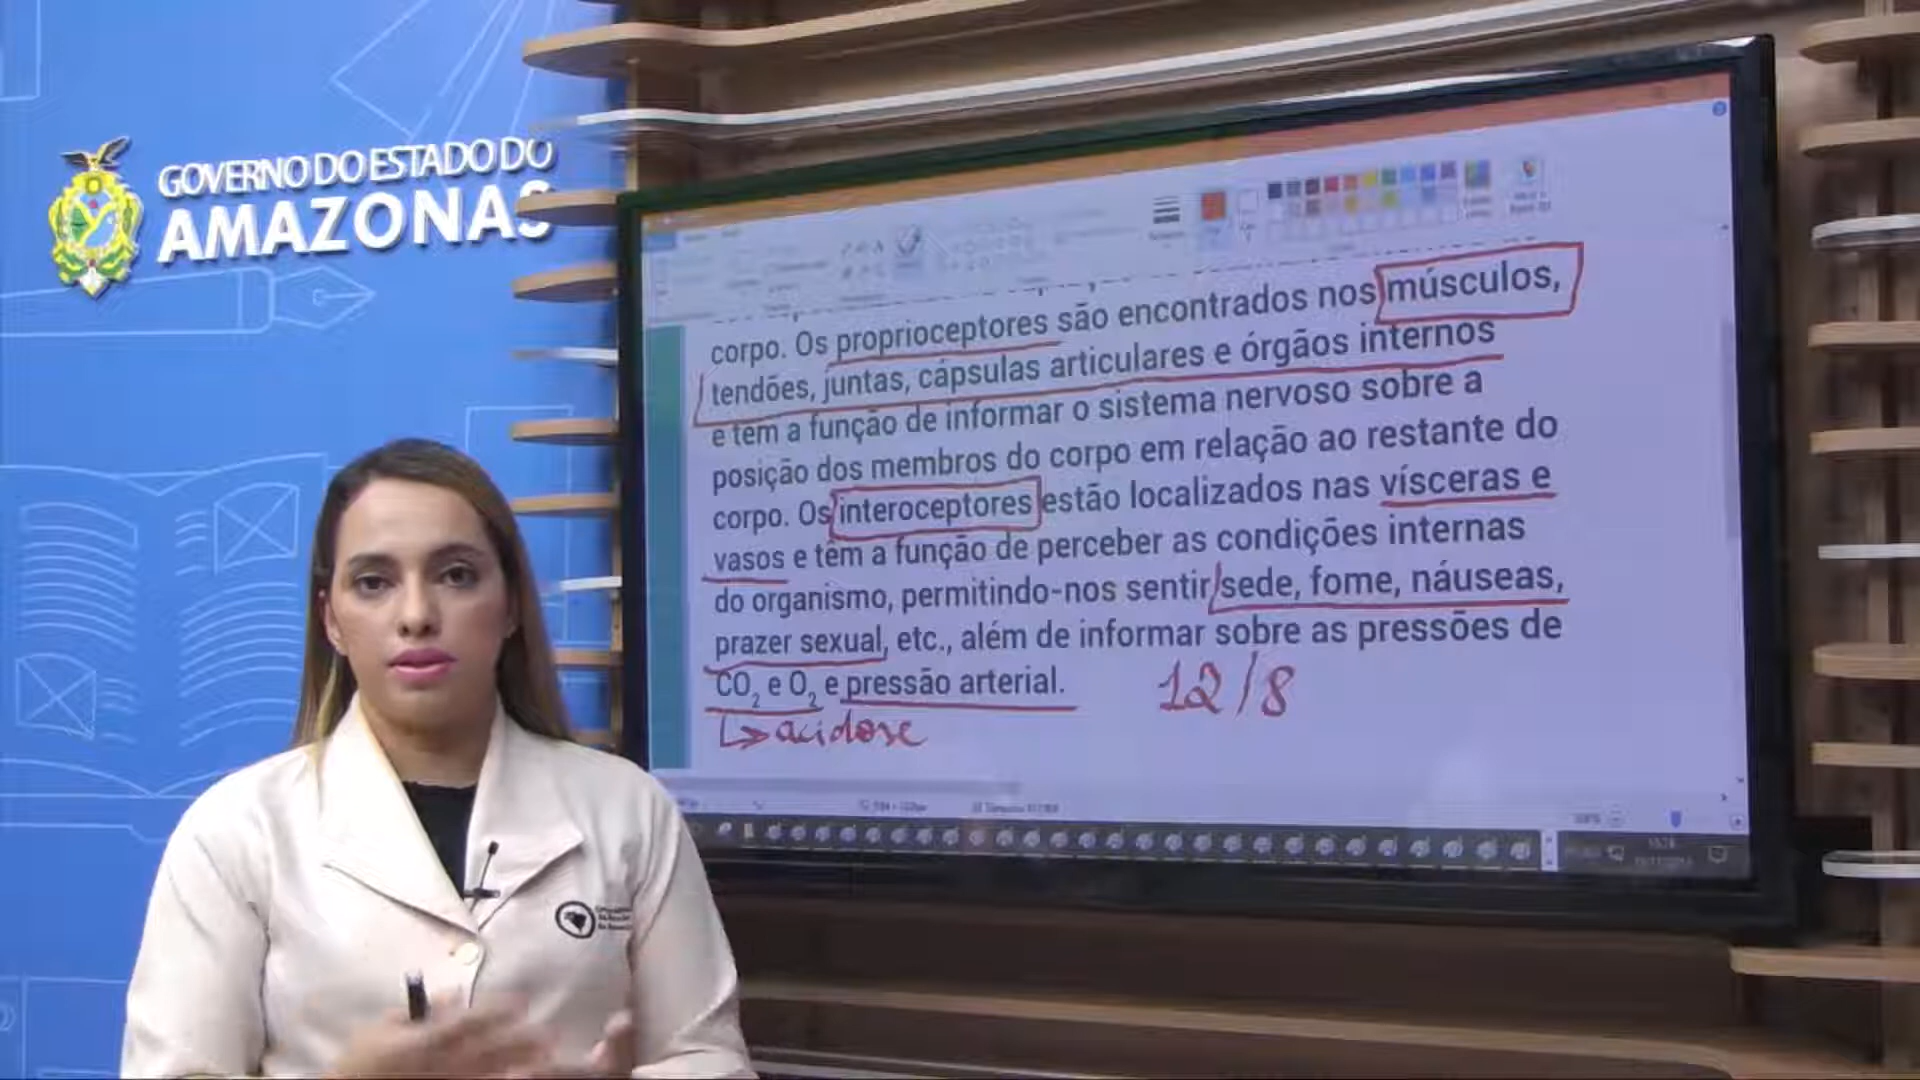 GOVERNO DO ESTADO DO
AMAZONAS
corpo. Os proprioceptores são encontrados nos músculos,
tendões, juntas, cápsulas articulares e órgãos internos
e têm a função de informar o sistema nervoso sobre a
posição dos membros do corpo em relação ao restante do
corpo. Os interoceptores estão localizados nas vísceras e
vasos e têm a função de perceber as condições internas
do organismo, permitindo-nos sentir sede, fome, náuseas,
prazer sexual, etc., além de informar sobre as pressões de
CO₂ e O₂ e pressão arterial.
12/8
↳ acidose